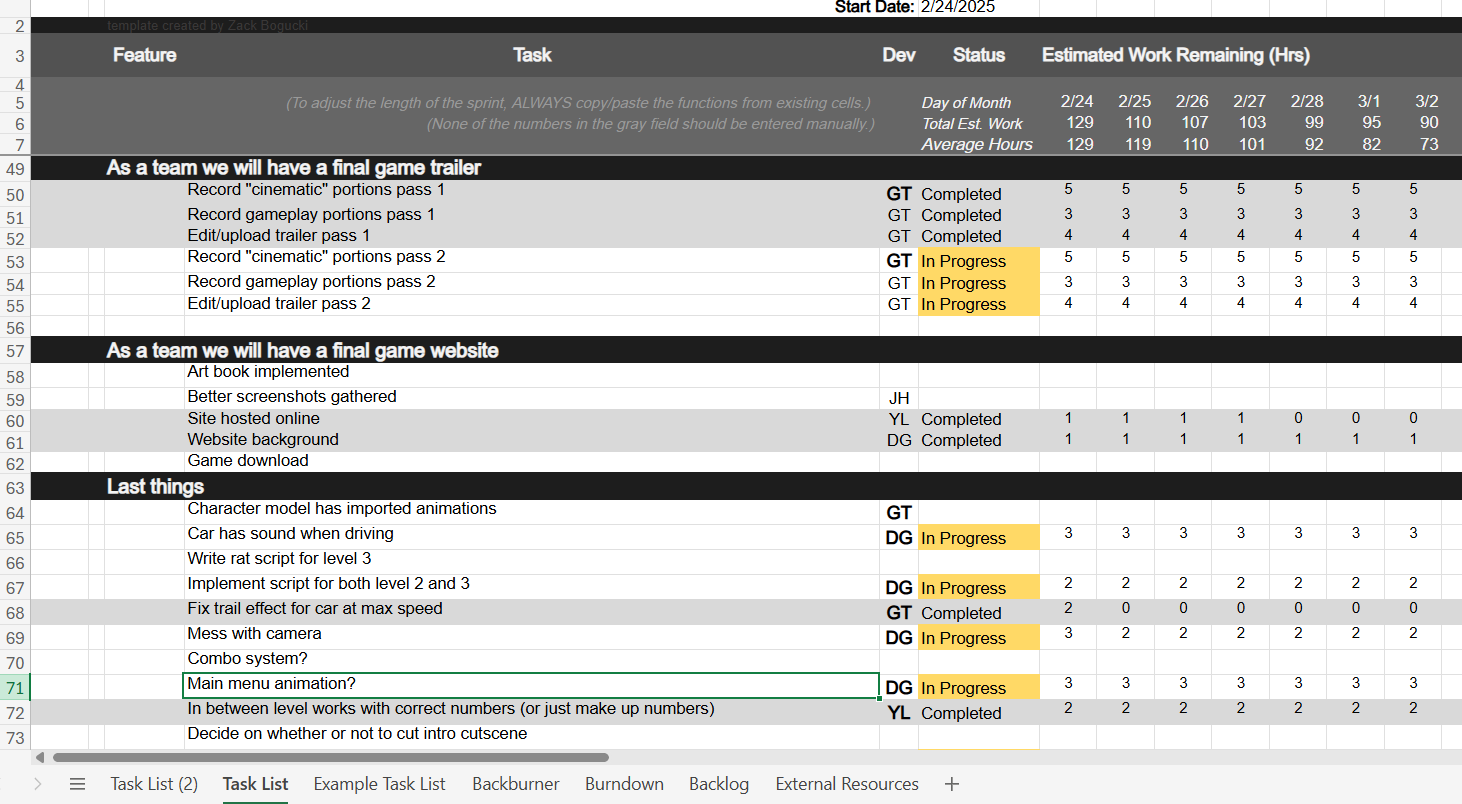 Start Date: 2/24/2025
2 template created by Zack Bogucki
3 Feature Task Dev Status Estimated Work Remaining (Hrs)
4
5 (To adjust the length of the sprint, ALWAYS copy/paste the functions from existing cells.) Day of Month 2/24 2/25 2/26 2/27 2/28 3/1 3/2
6 (None of the numbers in the gray field should be entered manually.) Total Est. Work 129 110 107 103 99 95 90
7 Average Hours 129 119 110 101 92 82 73
49 As a team we will have a final game trailer
50 Record "cinematic" portions pass 1 GT Completed 5 5 5 5 5 5 5
51 Record gameplay portions pass 1 GT Completed 3 3 3 3 3 3 3
52 Edit/upload trailer pass 1 GT Completed 4 4 4 4 4 4 4
53 Record "cinematic" portions pass 2 GT In Progress 5 5 5 5 5 5 5
54 Record gameplay portions pass 2 GT In Progress 3 3 3 3 3 3 3
55 Edit/upload trailer pass 2 GT In Progress 4 4 4 4 4 4 4
56
57 As a team we will have a final game website
58 Art book implemented
59 Better screenshots gathered JH
60 Site hosted online YL Completed 1 1 1 1 0 0 0
61 Website background DG Completed 1 1 1 1 1 1 1
62 Game download
63 Last things
64 Character model has imported animations GT
65 Car has sound when driving DG In Progress 3 3 3 3 3 3 3
66 Write rat script for level 3
67 Implement script for both level 2 and 3 DG In Progress 2 2 2 2 2 2 2
68 Fix trail effect for car at max speed GT Completed 2 0 0 0 0 0 0
69 Mess with camera DG In Progress 3 2 2 2 2 2 2
70 Combo system?
71 Main menu animation? DG In Progress 3 3 3 3 3 3 3
72 In between level works with correct numbers (or just make up numbers) YL Completed 2 2 2 2 2 2 2
73 Decide on whether or not to cut intro cutscene
Task List (2) Task List Example Task List Backburner Burndown Backlog External Resources